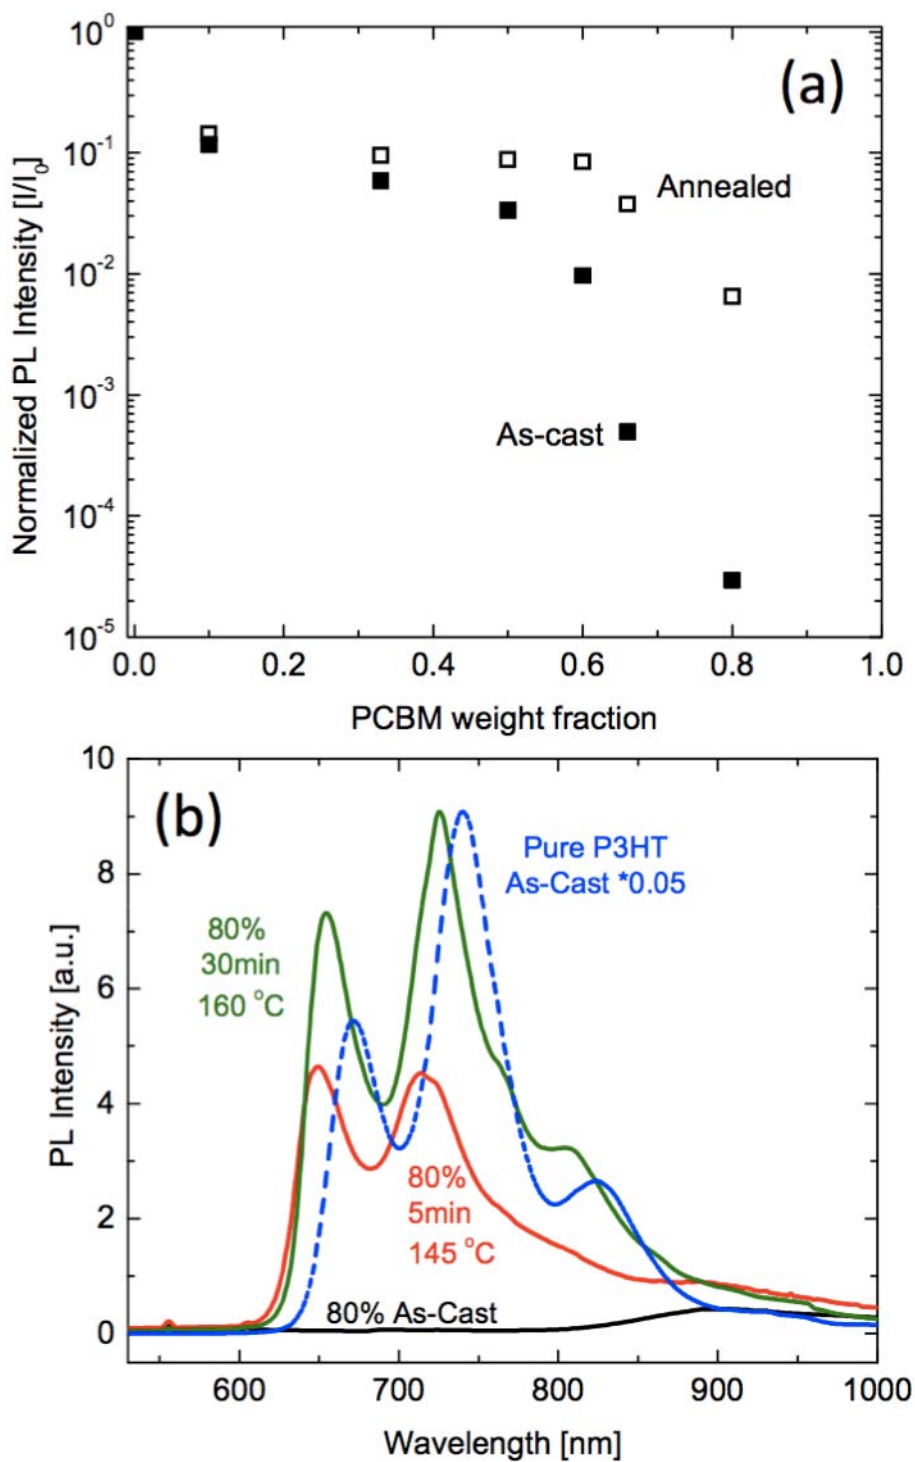 10^0
(a)
10^-1
Annealed
10^-2
10^-3
As-cast
10^-4
10^-5
Normalized PL Intensity [I/I_0]
0.0 0.2 0.4 0.6 0.8 1.0
PCBM weight fraction
10
(b)
Pure P3HT
As-Cast *0.05
8
80%
30min
160 °C
6
4
80%
5min
145 °C
2
80% As-Cast
0
PL Intensity [a.u.]
600 700 800 900 1000
Wavelength [nm]